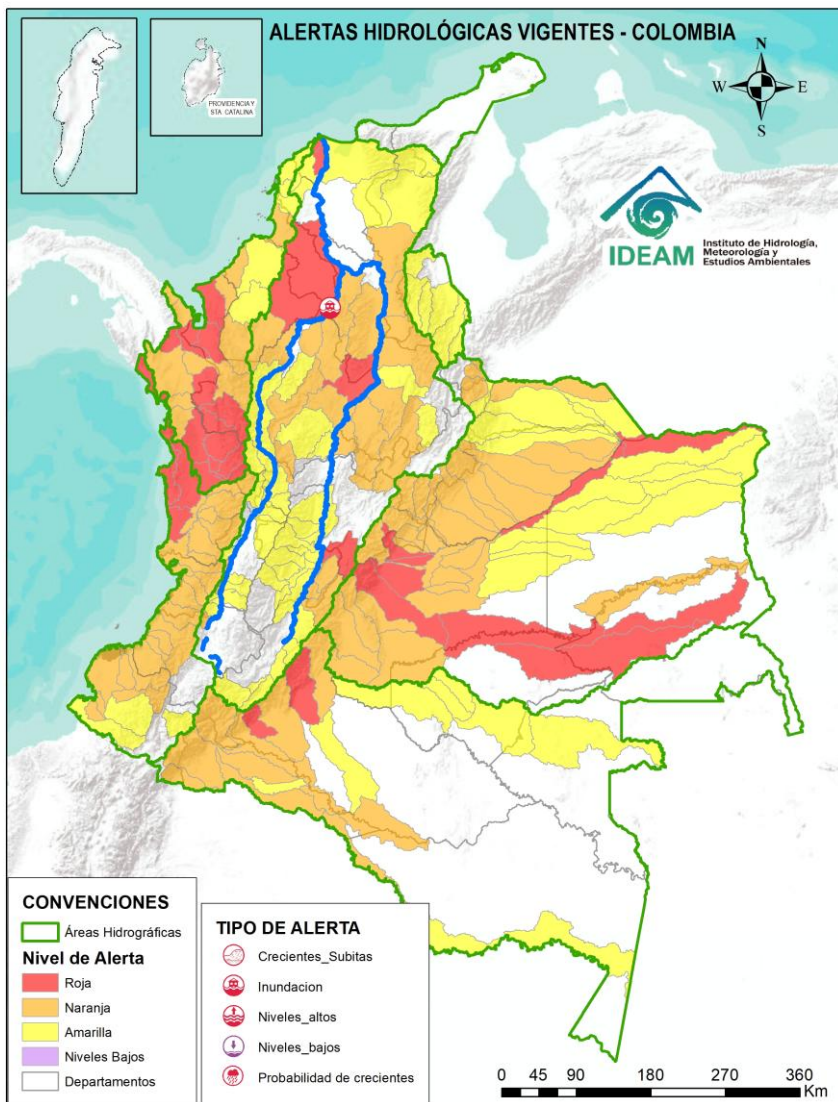 ALERTAS HIDROLÓGICAS VIGENTES - COLOMBIA
PROVIDENCIA Y
STA. CATALINA
N
W
E
S
IDEAM
Instituto de Hidrología,
Meteorología y
Estudios Ambientales
CONVENCIONES
Áreas Hidrográficas
Nivel de Alerta
Roja
Naranja
Amarilla
Niveles Bajos
Departamentos
TIPO DE ALERTA
Crecientes_Subitas
Inundacion
Niveles_altos
Niveles_bajos
Probabilidad de crecientes
0 45 90 180 270 360
Km